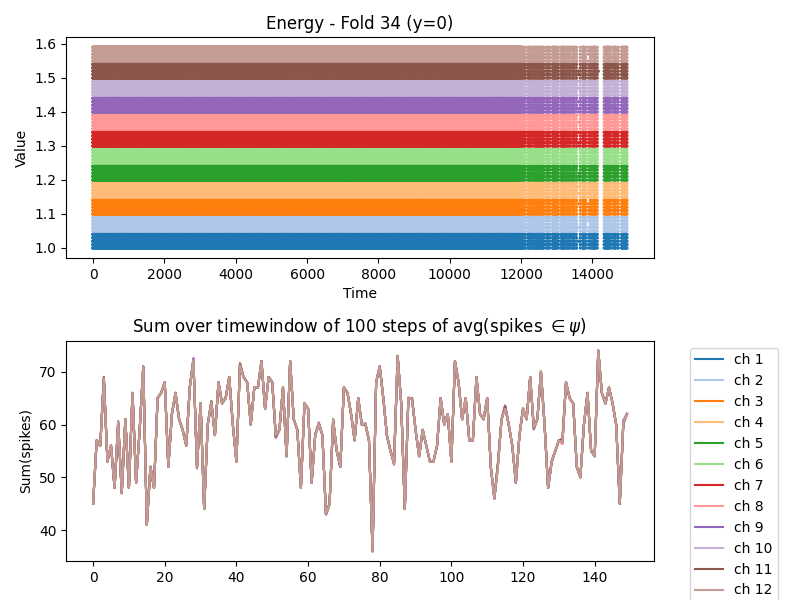 Energy - Fold 34 (y=0)
1.6
1.5
1.4
1.3
1.2
1.1
1.0
Value
0 2000 4000 6000 8000 10000 12000 14000
Time
Sum over timewindow of 100 steps of avg(spikes ∈ ψ)
70
60
50
40
Sum(spikes)
0 20 40 60 80 100 120 140
ch 1
ch 2
ch 3
ch 4
ch 5
ch 6
ch 7
ch 8
ch 9
ch 10
ch 11
ch 12